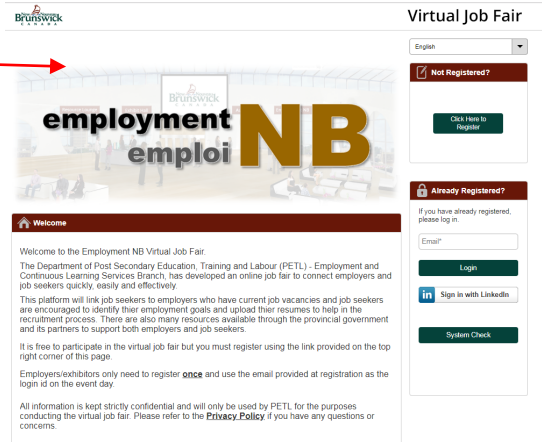 New Nouveau
Brunswick
CANADA
Virtual Job Fair
English
Brunswick
CANADA
employment
emploi
NB
Not Registered?
Click Here to
Register
Already Registered?
If you have already registered,
please log in.
Email*
Login
in Sign in with LinkedIn
System Check
Welcome
Welcome to the Employment NB Virtual Job Fair.
The Department of Post Secondary Education, Training and Labour (PETL) - Employment and
Continuous Learning Services Branch, has developed an online job fair to connect employers and
job seekers quickly, easily and effectively.
This platform will link job seekers to employers who have current job vacancies and job seekers
are encouraged to identify thier employment goals and upload thier resumes to help in the
recruitment process. There are also many resources available through the provincial government
and its partners to support both employers and job seekers.
It is free to participate in the virtual job fair but you must register using the link provided on the top
right corner of this page.
Employers/exhibitors only need to register once and use the email provided at registration as the
login id on the event day.
All information is kept strictly confidential and will only be used by PETL for the purposes
conducting the virtual job fair. Please refer to the Privacy Policy if you have any questions or
concerns.